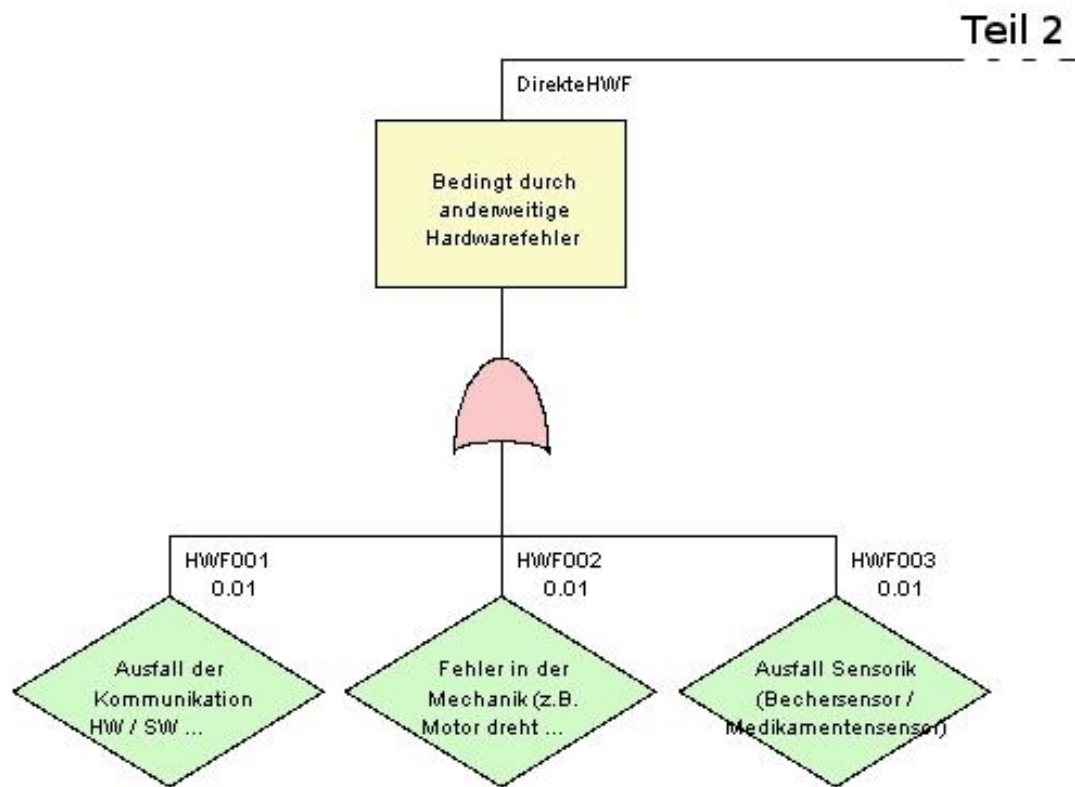 Teil 2
DirekteHWF
Bedingt durch
anderweitige
Hardwarefehler
HWF001
0.01
Ausfall der
Kommunikation
HW / SW ...
HWF002
0.01
Fehler in der
Mechanik (z.B.
Motor dreht ...
HWF003
0.01
Ausfall Sensorik
(Bechersensor /
Medikamentensensor)